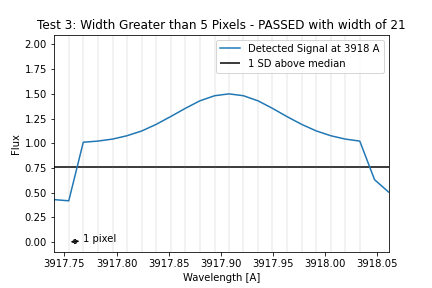 Test 3: Width Greater than 5 Pixels - PASSED with width of 21
Detected Signal at 3918 A
1 SD above median
Flux
2.00
1.75
1.50
1.25
1.00
0.75
0.50
0.25
0.00
1 pixel
3917.75 3917.80 3917.85 3917.90 3917.95 3918.00 3918.05
Wavelength [A]